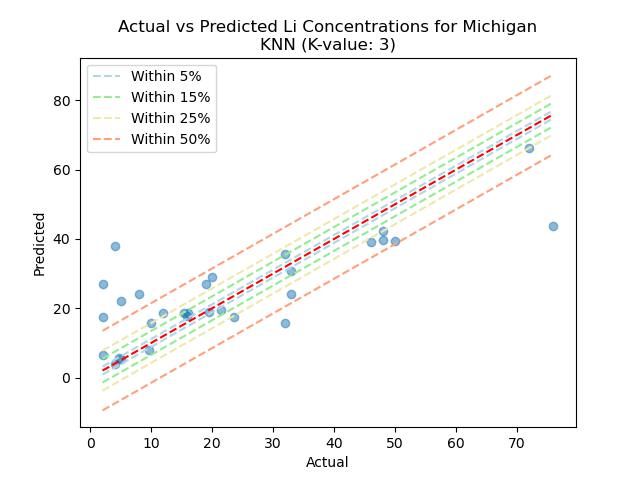 Actual vs Predicted Li Concentrations for Michigan
KNN (K-value: 3)
Within 5%
Within 15%
Within 25%
Within 50%
80
60
40
20
0
Predicted
0 10 20 30 40 50 60 70
Actual